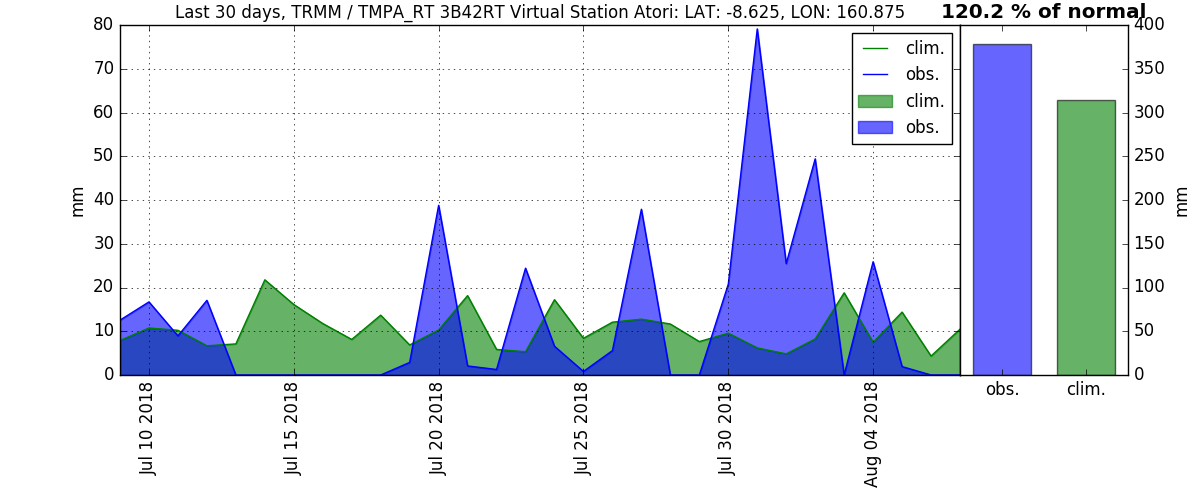 Last 30 days, TRMM / TMPA_RT 3B42RT Virtual Station Atori: LAT: -8.625, LON: 160.875
120.2 % of normal
80
70
60
50
40
30
20
10
0
mm
clim.
obs.
clim.
obs.
400
350
300
250
200
150
100
50
0
mm
obs.
clim.
Jul 10 2018
Jul 15 2018
Jul 20 2018
Jul 25 2018
Jul 30 2018
Aug 04 2018